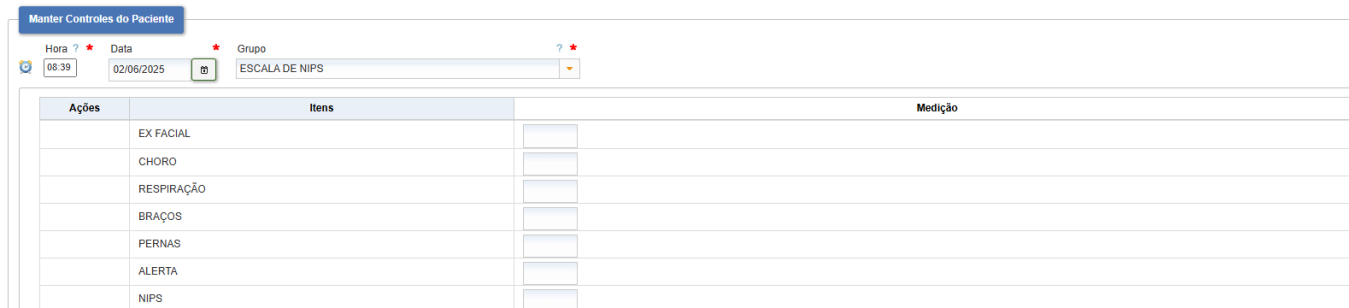 Manter Controles do Paciente
Hora ? * Data * Grupo ? *
08:39 02/06/2025 ESCALA DE NIPS
Ações Itens Medição
EX FACIAL
CHORO
RESPIRAÇÃO
BRAÇOS
PERNAS
ALERTA
NIPS